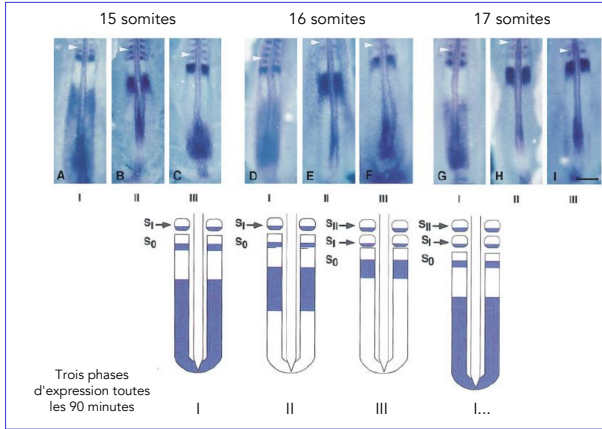 15 somites
16 somites
17 somites
A
B
C
D
E
F
G
H
I
I
II
III
I
II
III
I
II
III
SI
S0
SI
S0
SII
SI
S0
SII
SI
S0
Trois phases
d'expression toutes
les 90 minutes
I
II
III
I...